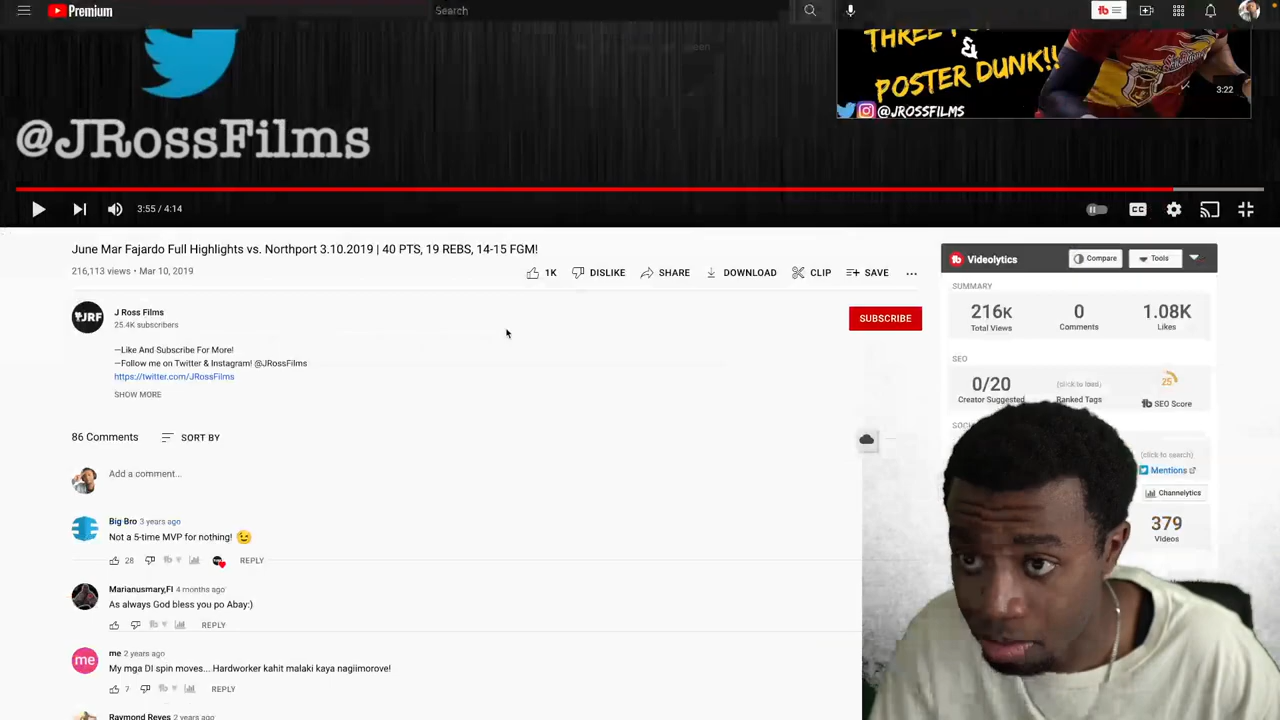 Premium
Search
THREE
&
POSTER DUNK!!
3:22
@JROSSFILMS
@JRossFilms
3:55 / 4:14
CC
June Mar Fajardo Full Highlights vs. Northport 3.10.2019 | 40 PTS, 19 REBS, 14-15 FGM!
216,113 views • Mar 10, 2019
1K DISLIKE SHARE DOWNLOAD CLIP SAVE
JRF
J Ross Films
25.4K subscribers
SUBSCRIBE
—Like And Subscribe For More!
—Follow me on Twitter & Instagram! @JRossFilms
https://twitter.com/JRossFilms
SHOW MORE
86 Comments SORT BY
Add a comment...
Big Bro 3 years ago
Not a 5-time MVP for nothing! 😉
28 REPLY
Marianusmary,FI 4 months ago
As always God bless you po Abay:)
REPLY
me
me 2 years ago
My mga DI spin moves... Hardworker kahit malaki kaya nagiimorove!
7 REPLY
Raymond Reyes 2 years ago
tb Videolytics Compare Tools
SUMMARY
216K 0 1.08K
Total Views Comments Likes
SEO
0/20 (click to load) 25
Creator Suggested Ranked Tags tb SEO Score
(click to search)
Mentions
Channelytics
379
Videos